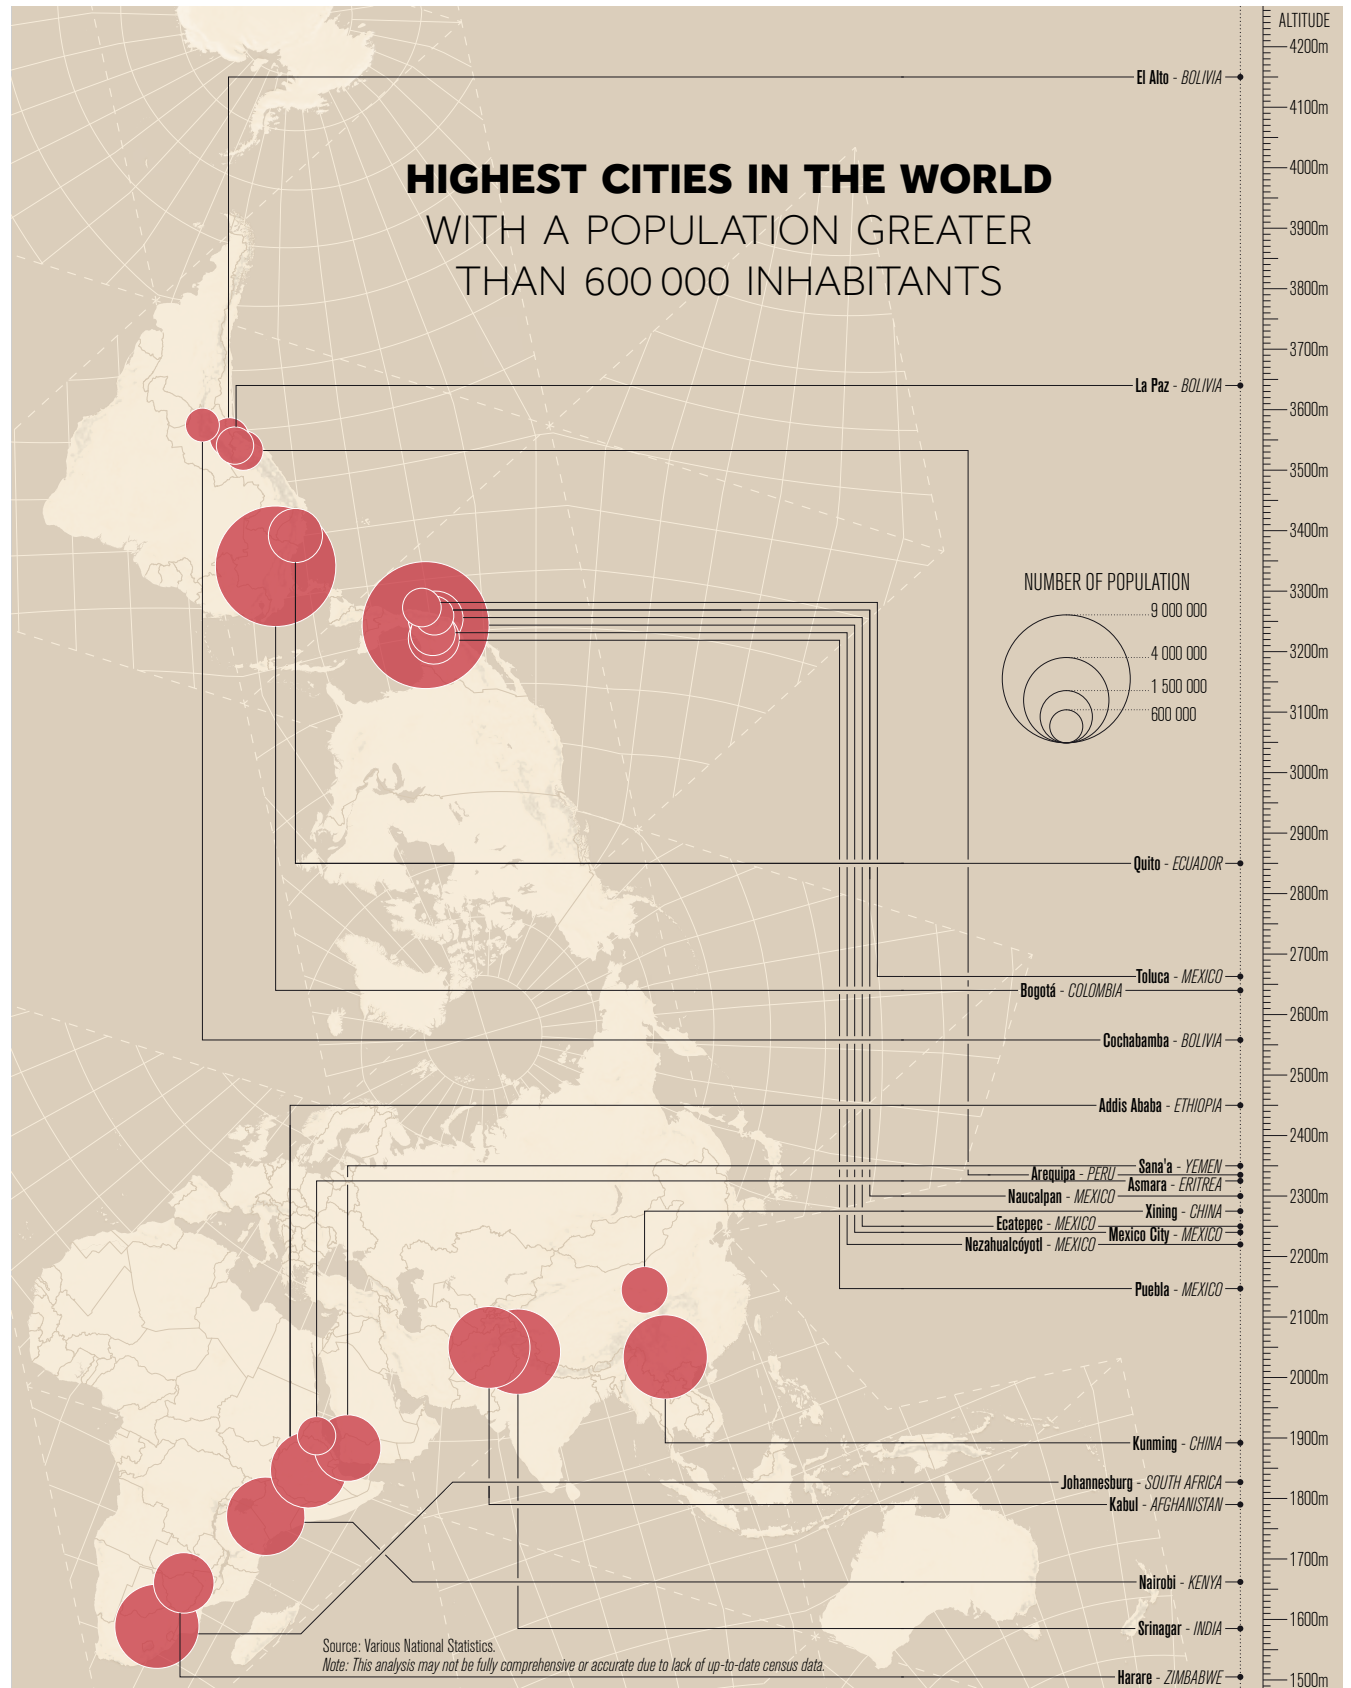 ALTITUDE
4200m
El Alto - BOLIVIA
4100m
4000m
HIGHEST CITIES IN THE WORLD
WITH A POPULATION GREATER
THAN 600 000 INHABITANTS
3900m
3800m
3700m
La Paz - BOLIVIA
3600m
3500m
3400m
3300m
NUMBER OF POPULATION
9 000 000
4 000 000
1 500 000
600 000
3200m
3100m
3000m
2900m
Quito - ECUADOR
2800m
2700m
Toluca - MEXICO
Bogotá - COLOMBIA
2600m
Cochabamba - BOLIVIA
2500m
Addis Ababa - ETHIOPIA
2400m
Sana'a - YEMEN
Arequipa - PERU
Asmara - ERITREA
Naucalpan - MEXICO
2300m
Xining - CHINA
Ecatepec - MEXICO
Mexico City - MEXICO
Nezahualcóyotl - MEXICO
2200m
Puebla - MEXICO
2100m
2000m
1900m
Kunming - CHINA
Johannesburg - SOUTH AFRICA
Kabul - AFGHANISTAN
1800m
1700m
Nairobi - KENYA
1600m
Srinagar - INDIA
Source: Various National Statistics.
Note: This analysis may not be fully comprehensive or accurate due to lack of up-to-date census data.
Harare - ZIMBABWE
1500m